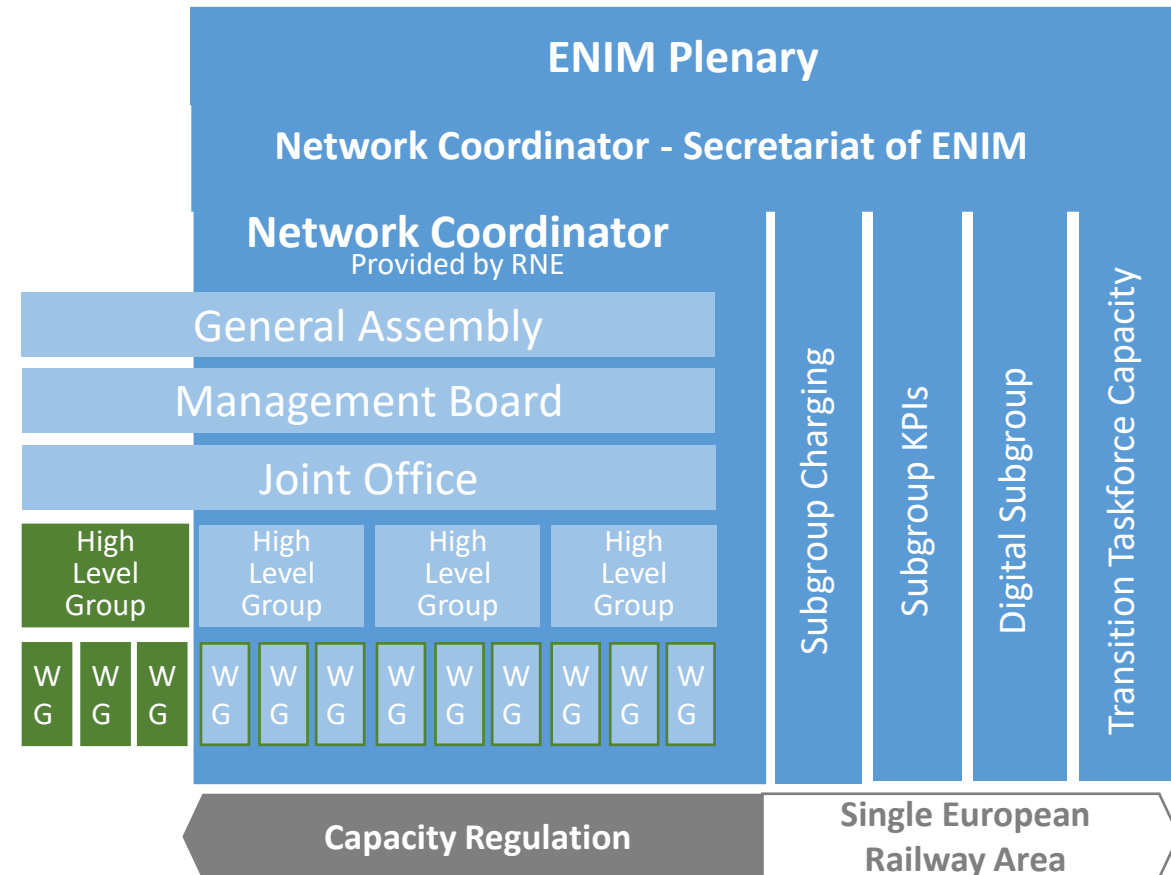 ENIM Plenary
Network Coordinator - Secretariat of ENIM
Network Coordinator
Provided by RNE
General Assembly
Management Board
Joint Office
High
Level
Group
High
Level
Group
High
Level
Group
High
Level
Group
W
G
W
G
W
G
W
G
W
G
W
G
W
G
W
G
W
G
W
G
W
G
W
G
Subgroup Charging
Subgroup KPIs
Digital Subgroup
Transition Taskforce Capacity
Capacity Regulation
Single European
Railway Area